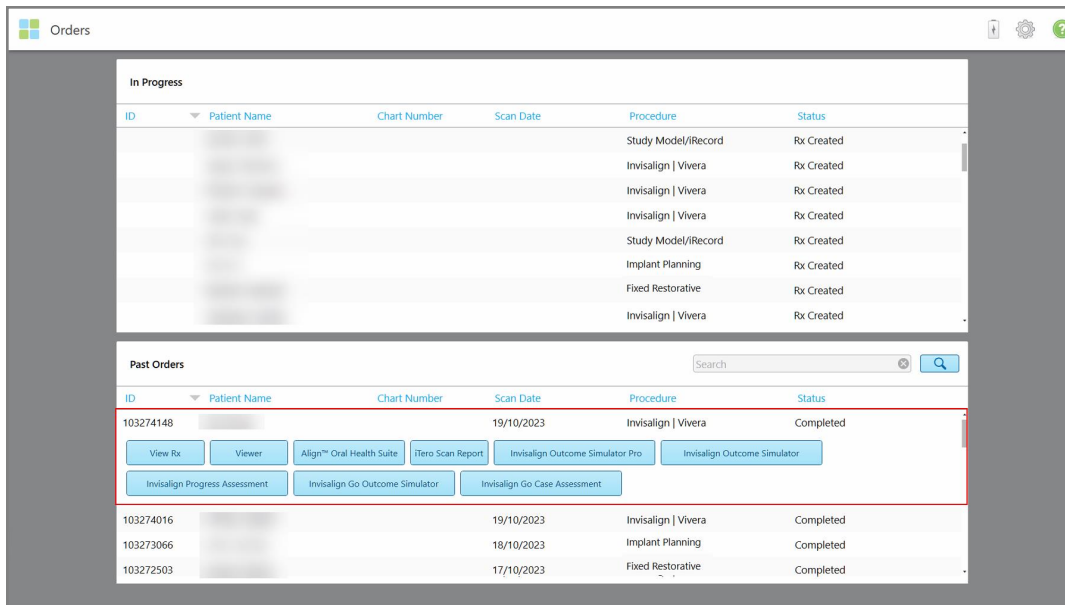 Orders
?
In Progress
ID Patient Name Chart Number Scan Date Procedure Status
Study Model/iRecord Rx Created
Invisalign | Vivera Rx Created
Invisalign | Vivera Rx Created
Invisalign | Vivera Rx Created
Study Model/iRecord Rx Created
Implant Planning Rx Created
Fixed Restorative Rx Created
Invisalign | Vivera Rx Created
Past Orders Search
ID Patient Name Chart Number Scan Date Procedure Status
103274148 19/10/2023 Invisalign | Vivera Completed
View Rx Viewer Align™ Oral Health Suite iTero Scan Report Invisalign Outcome Simulator Pro Invisalign Outcome Simulator
Invisalign Progress Assessment Invisalign Go Outcome Simulator Invisalign Go Case Assessment
103274016 19/10/2023 Invisalign | Vivera Completed
103273066 18/10/2023 Implant Planning Completed
103272503 17/10/2023 Fixed Restorative Completed